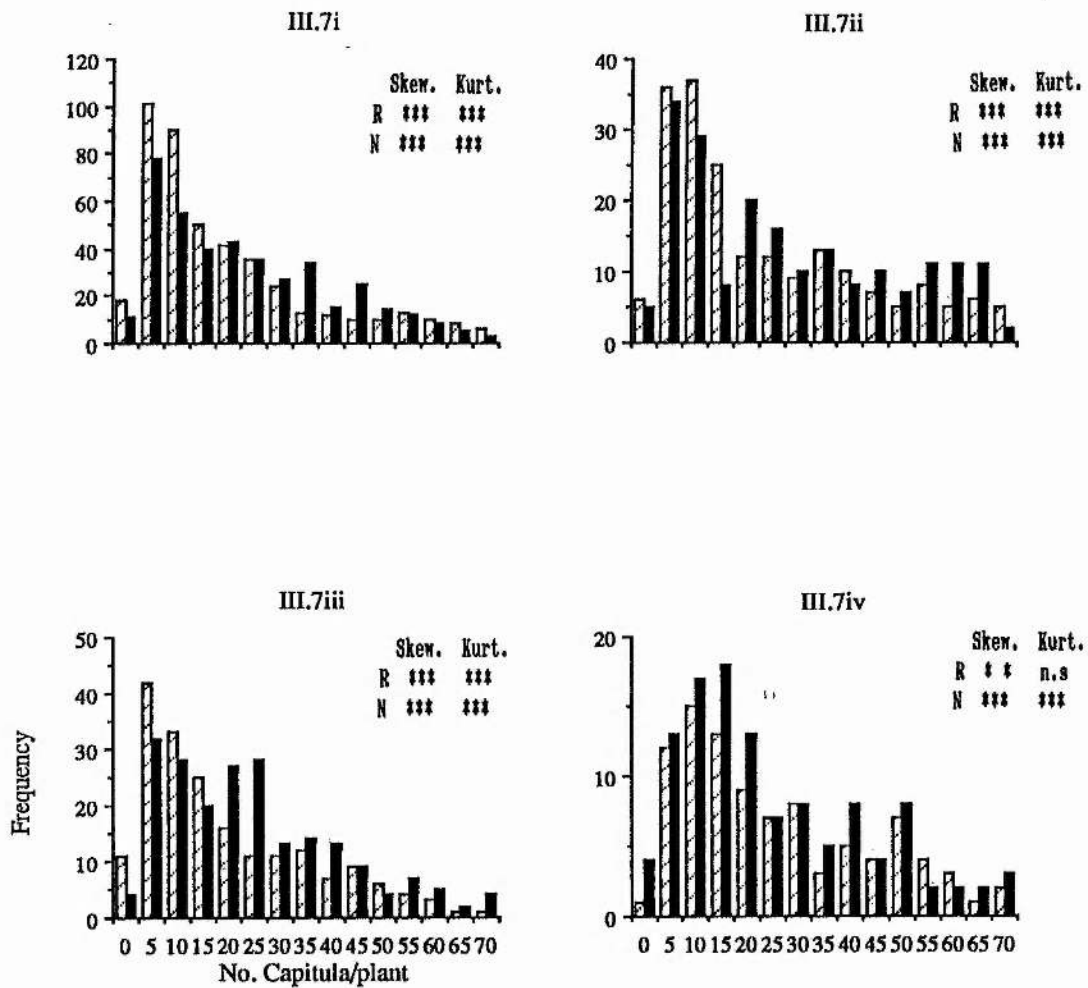 III.7i
120
100
80
60
40
20
0
Skew. Kurt.
R *** ***
N *** ***
III.7ii
40
30
20
10
0
Skew. Kurt.
R *** ***
N *** ***
III.7iii
50
40
30
20
10
0
Skew. Kurt.
R *** ***
N *** ***
Frequency
0 5 10 15 20 25 30 35 40 45 50 55 60 65 70
No. Capitula/plant
III.7iv
20
10
0
Skew. Kurt.
R * * n.s
N *** ***
0 5 10 15 20 25 30 35 40 45 50 55 60 65 70